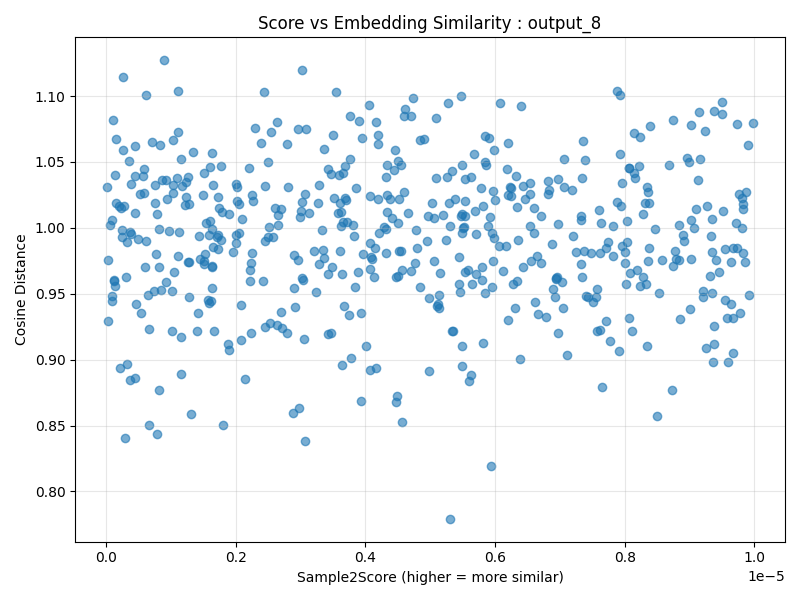 Score vs Embedding Similarity : output_8
Cosine Distance
1.10
1.05
1.00
0.95
0.90
0.85
0.80
0.0 0.2 0.4 0.6 0.8 1.0
1e−5
Sample2Score (higher = more similar)